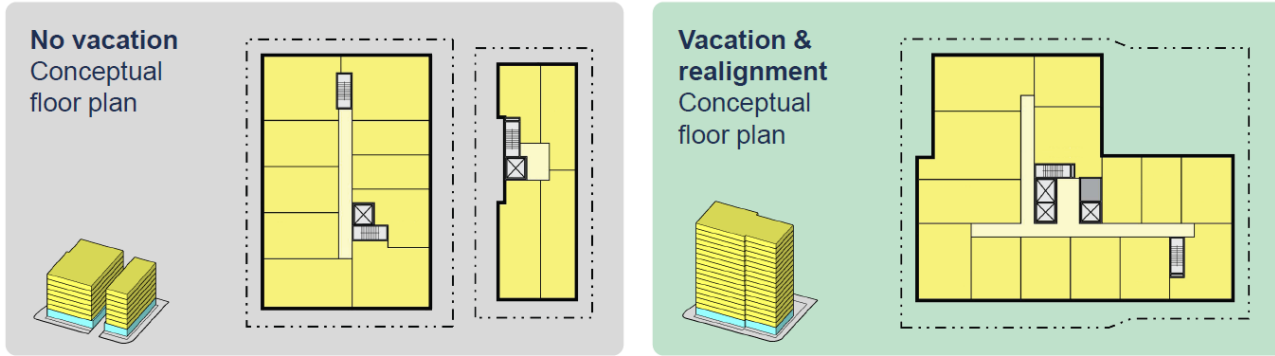 No vacation
Conceptual
floor plan
Vacation &
realignment
Conceptual
floor plan